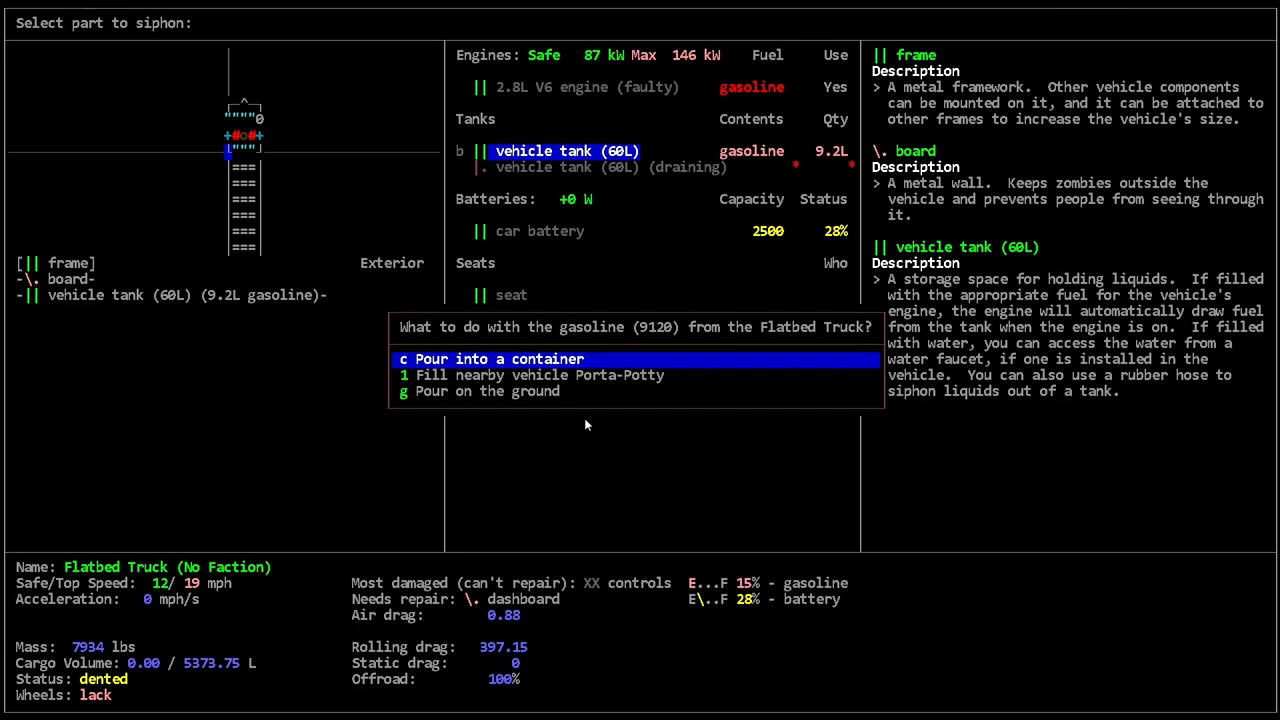 Select part to siphon:
^
""""0
+#○#+
"""
===
===
===
===
===
===
[|| frame] Exterior
-\. board-
-|| vehicle tank (60L) (9.2L gasoline)-
Engines: Safe 87 kW Max 146 kW Fuel Use
|| 2.8L V6 engine (faulty) gasoline Yes
Tanks Contents Qty
b || vehicle tank (60L) gasoline 9.2L
|. vehicle tank (60L) (draining) * *
Batteries: +0 W Capacity Status
|| car battery 2500 28%
Seats Who
|| seat
What to do with the gasoline (9120) from the Flatbed Truck?
c Pour into a container
1 Fill nearby vehicle Porta-Potty
g Pour on the ground
|| frame
Description
> A metal framework. Other vehicle components
can be mounted on it, and it can be attached to
other frames to increase the vehicle's size.
\. board
Description
> A metal wall. Keeps zombies outside the
vehicle and prevents people from seeing through
it.
|| vehicle tank (60L)
Description
> A storage space for holding liquids. If filled
with the appropriate fuel for the vehicle's
engine, the engine will automatically draw fuel
from the tank when the engine is on. If filled
with water, you can access the water from a
water faucet, if one is installed in the
vehicle. You can also use a rubber hose to
siphon liquids out of a tank.
Name: Flatbed Truck (No Faction)
Safe/Top Speed: 12/ 19 mph
Acceleration: 0 mph/s
Mass: 7934 lbs
Cargo Volume: 0.00 / 5373.75 L
Status: dented
Wheels: lack
Most damaged (can't repair): XX controls
Needs repair: \. dashboard
Air drag: 0.88
Rolling drag: 397.15
Static drag: 0
Offroad: 100%
E...F 15% - gasoline
E\..F 28% - battery